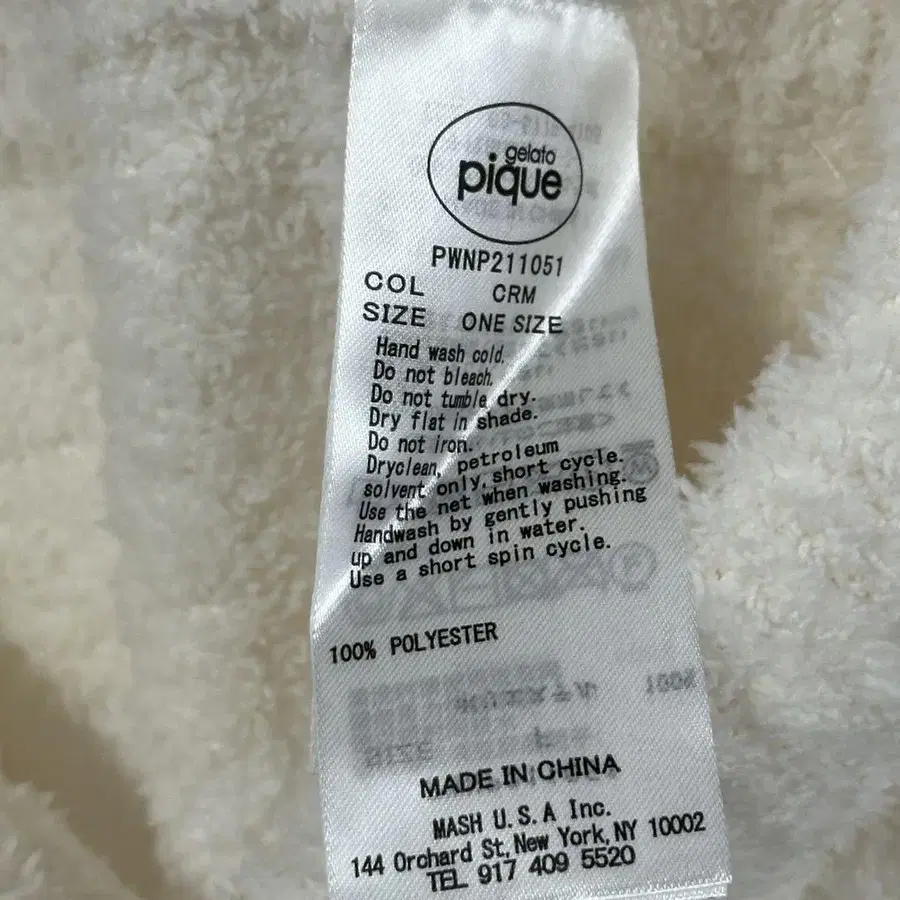 gelato
pique
PWNP211051
COL CRM
SIZE ONE SIZE
Hand wash cold.
Do not bleach.
Do not tumble dry.
Dry flat in shade.
Do not iron.
Dryclean, petroleum
solvent only, short cycle.
Use the net when washing.
Handwash by gently pushing
up and down in water.
Use a short spin cycle.
100% POLYESTER
MADE IN CHINA
MASH U.S.A Inc.
144 Orchard St, New York, NY 10002
TEL 917 409 5520